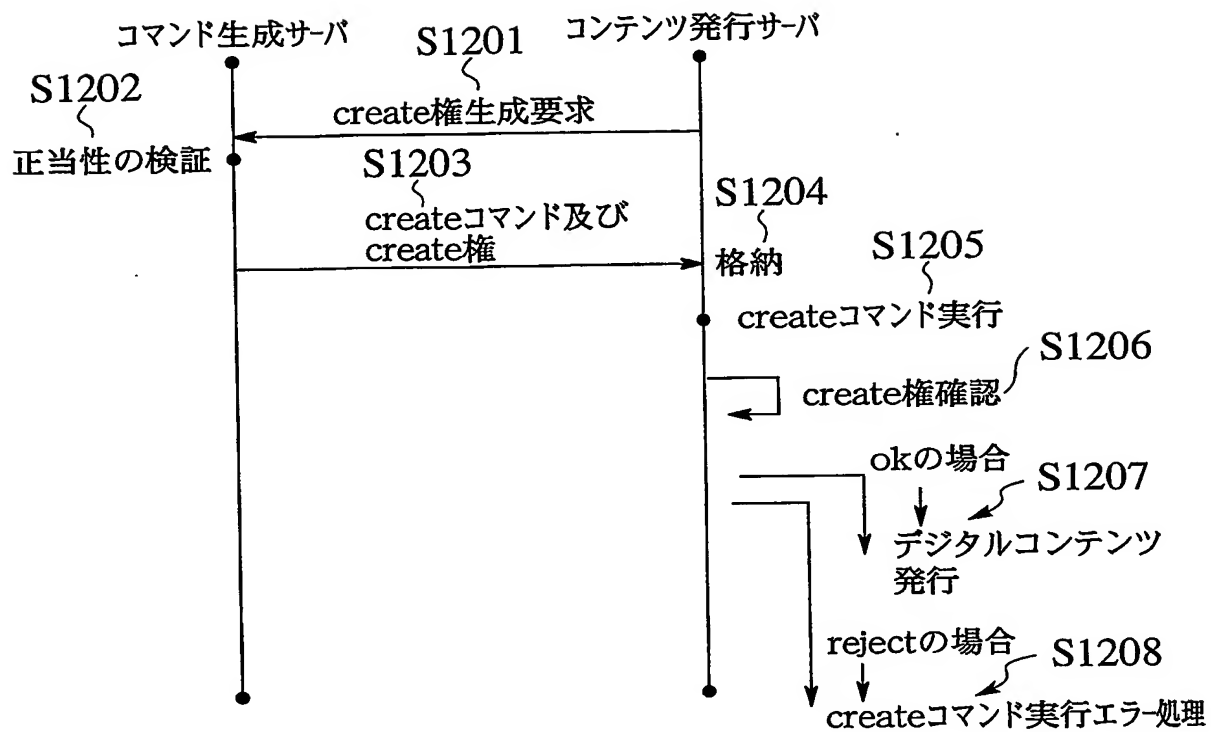 コマンド生成サーバ
コンテンツ発行サーバ
S1201
create権生成要求
S1202
正当性の検証
S1203
createコマンド及び
create権
S1204
格納
S1205
createコマンド実行
S1206
create権確認
okの場合
S1207
デジタルコンテンツ
発行
rejectの場合
S1208
createコマンド実行エラー処理